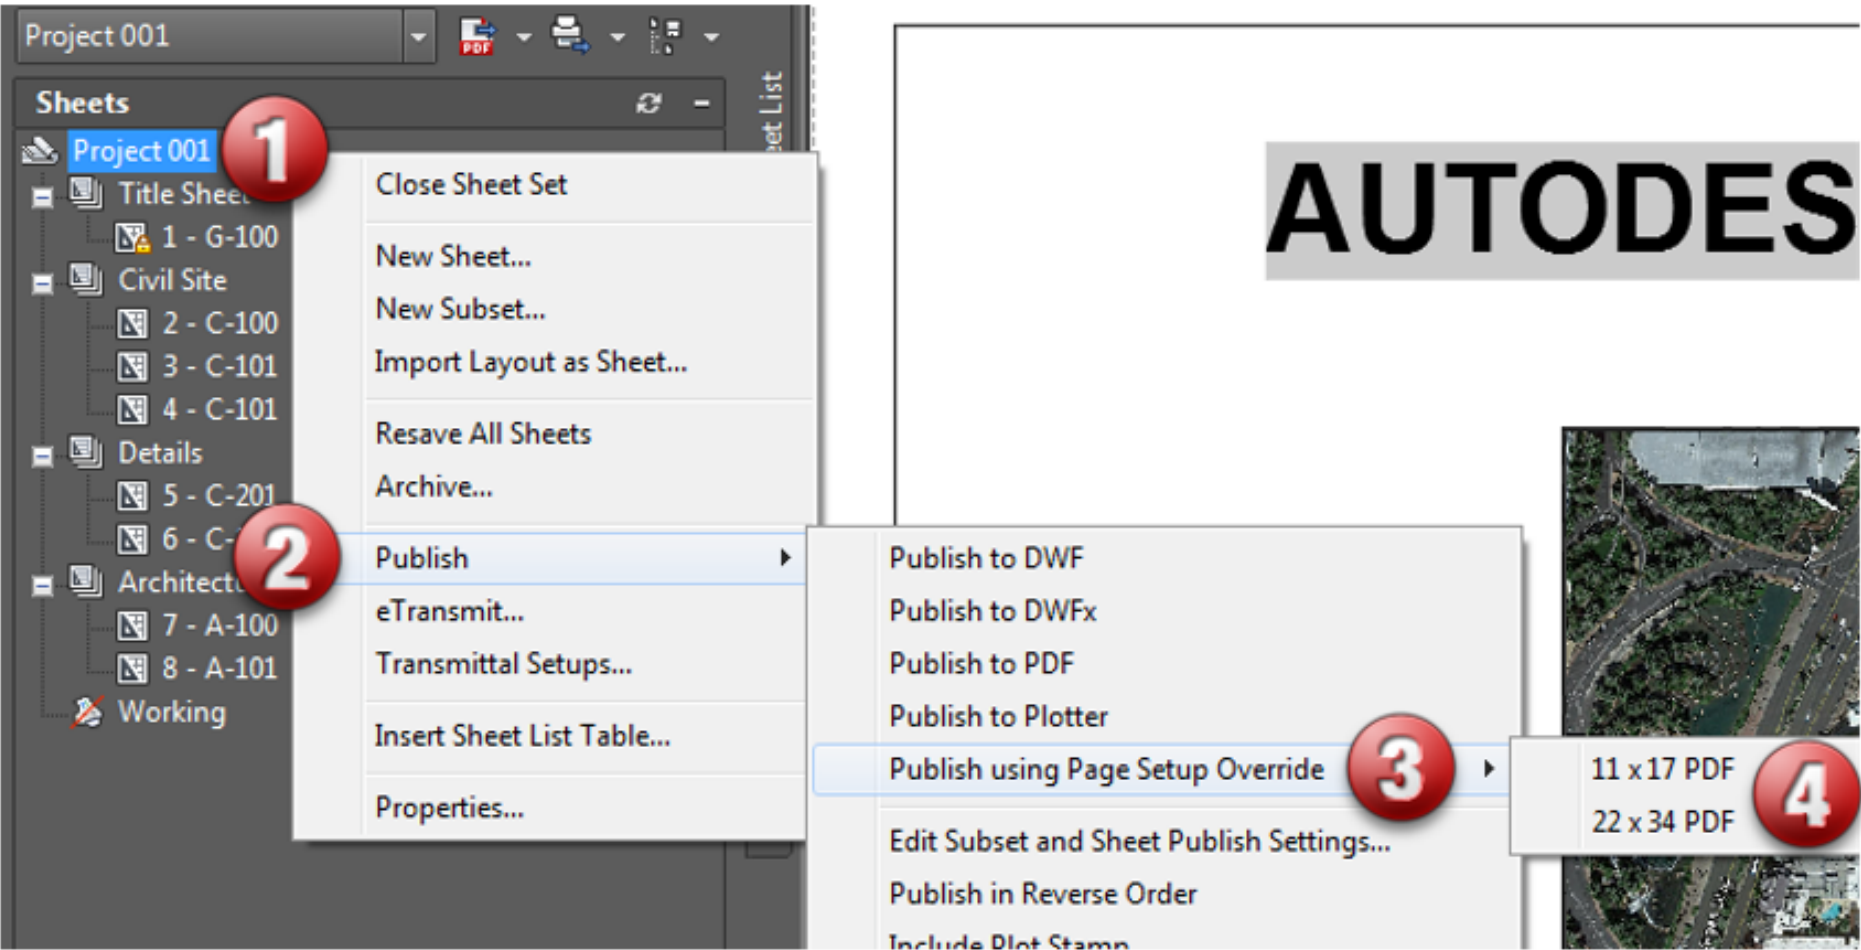 Project 001
PDF
Sheets
Sheet List
Project 001
1
Title Sheet
1 - G-100
Civil Site
2 - C-100
3 - C-101
4 - C-101
Details
5 - C-201
6 - C-
Architectu
7 - A-100
8 - A-101
Working
Close Sheet Set
New Sheet...
New Subset...
Import Layout as Sheet...
Resave All Sheets
Archive...
2
Publish
eTransmit...
Transmittal Setups...
Insert Sheet List Table...
Properties...
Publish to DWF
Publish to DWFx
Publish to PDF
Publish to Plotter
Publish using Page Setup Override
3
Edit Subset and Sheet Publish Settings...
Publish in Reverse Order
Include Plot Stamp
11 x 17 PDF
22 x 34 PDF
4
AUTODES